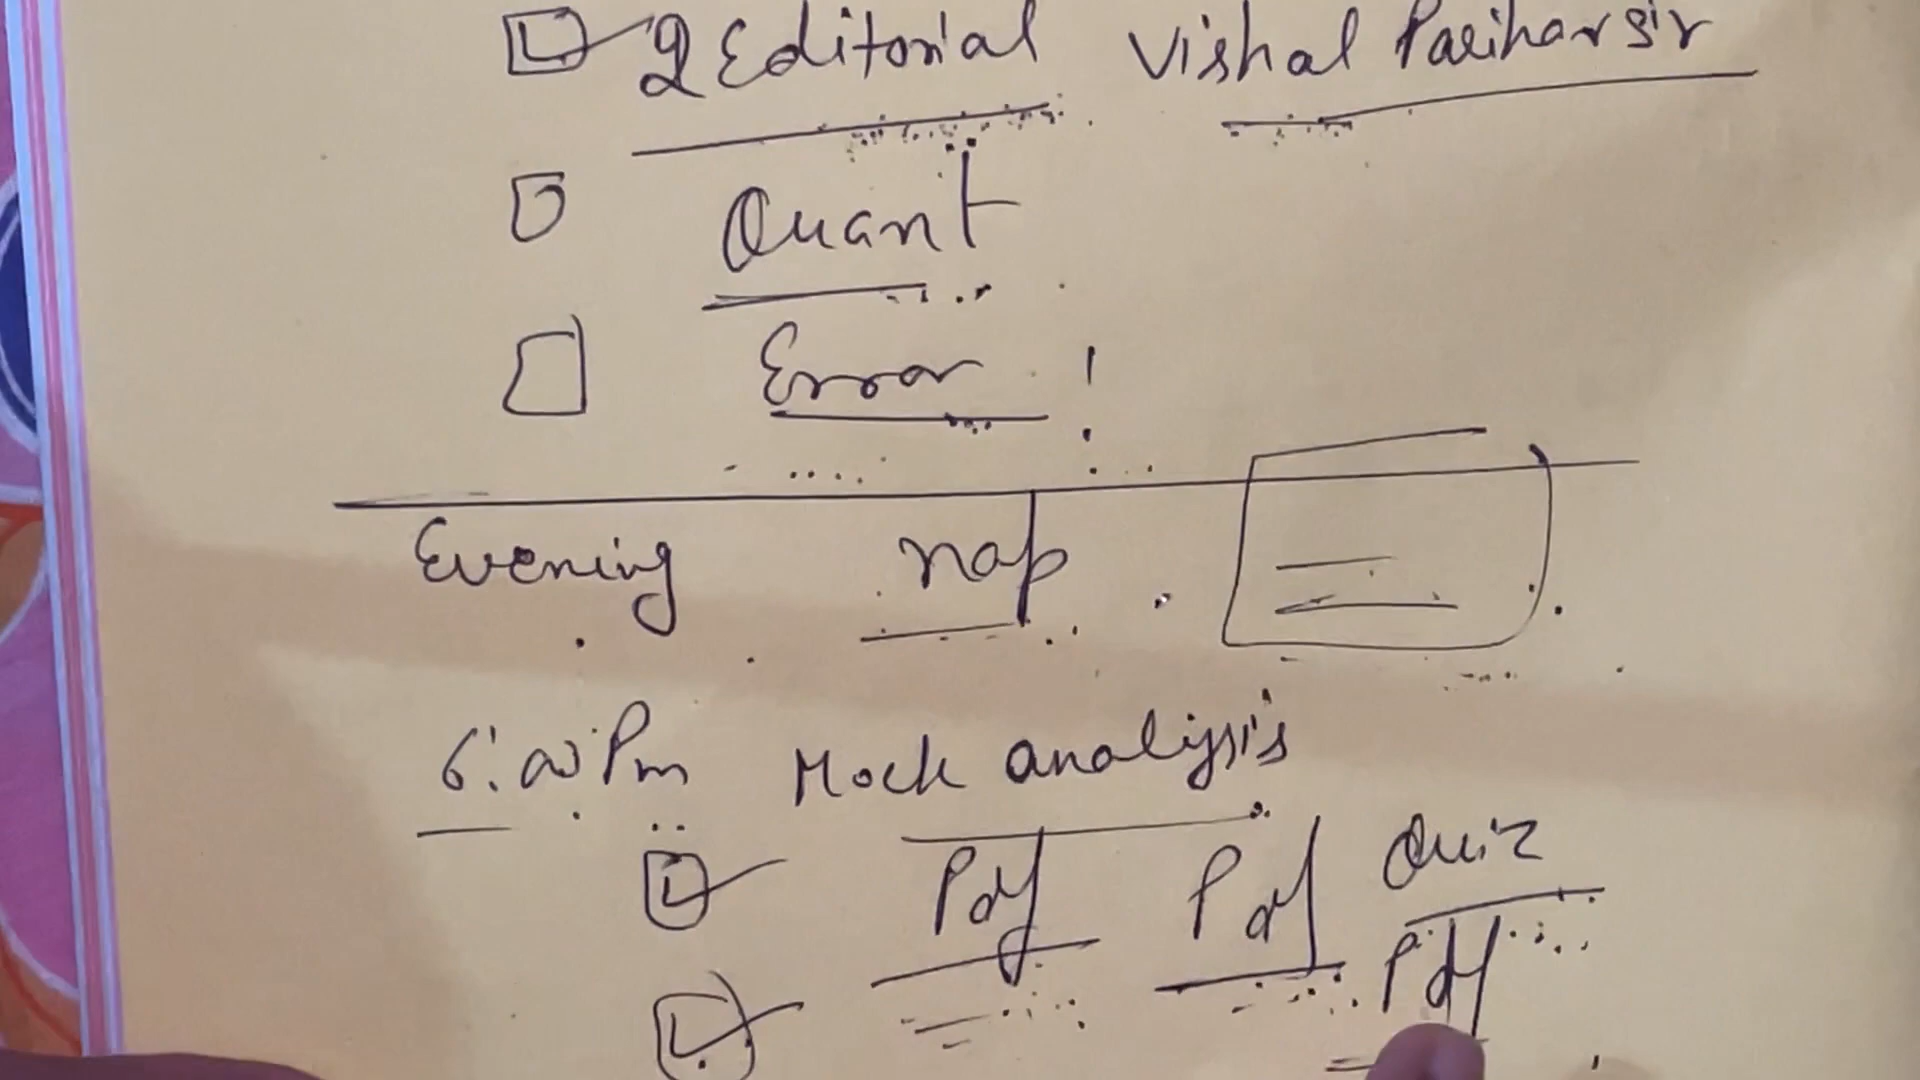 2 Editorial Vishal Parihar sir
Quant
Error !
Evening nap
6:00 Pm Mock analysis
Pdf Pdf Quiz
Pdf